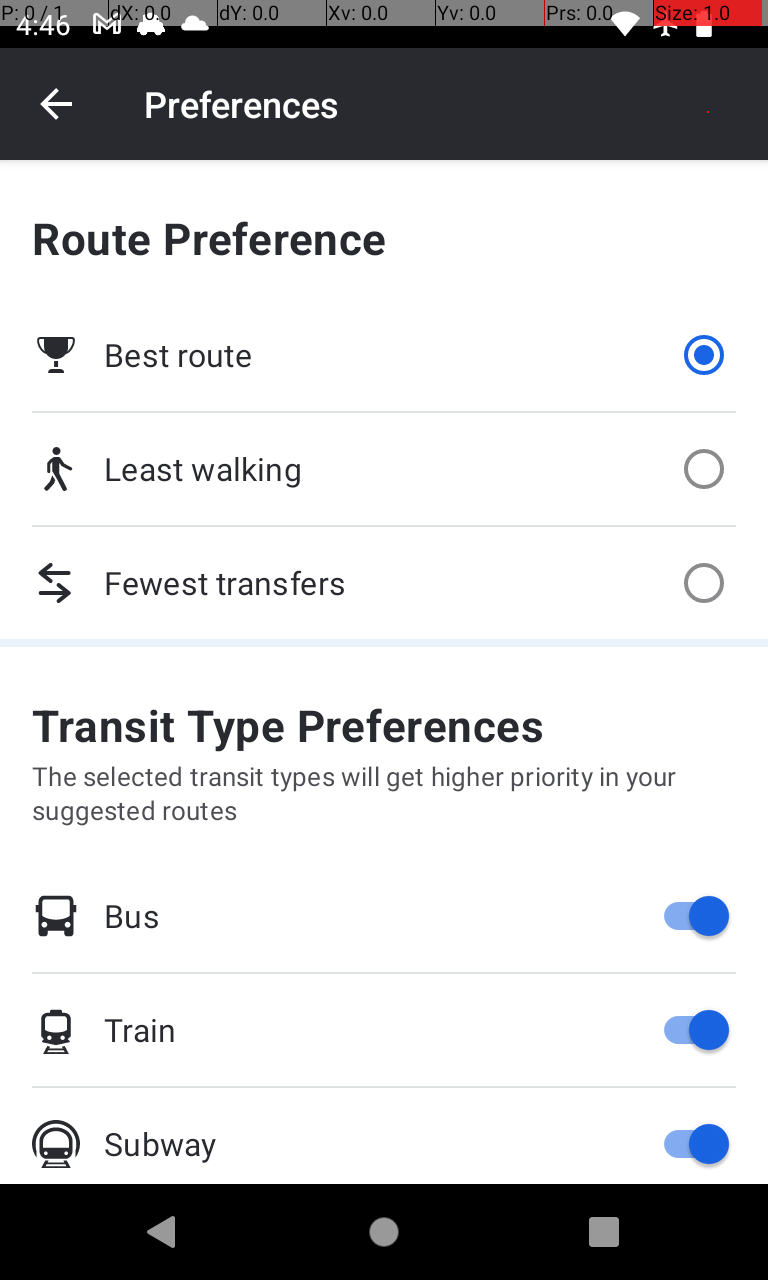 P: 0 / 1 dX: 0.0 dY: 0.0 Xv: 0.0 Yv: 0.0 Prs: 0.0 Size: 1.0
4:46
Preferences
Route Preference
Best route
Least walking
Fewest transfers
Transit Type Preferences
The selected transit types will get higher priority in your
suggested routes
Bus
Train
Subway